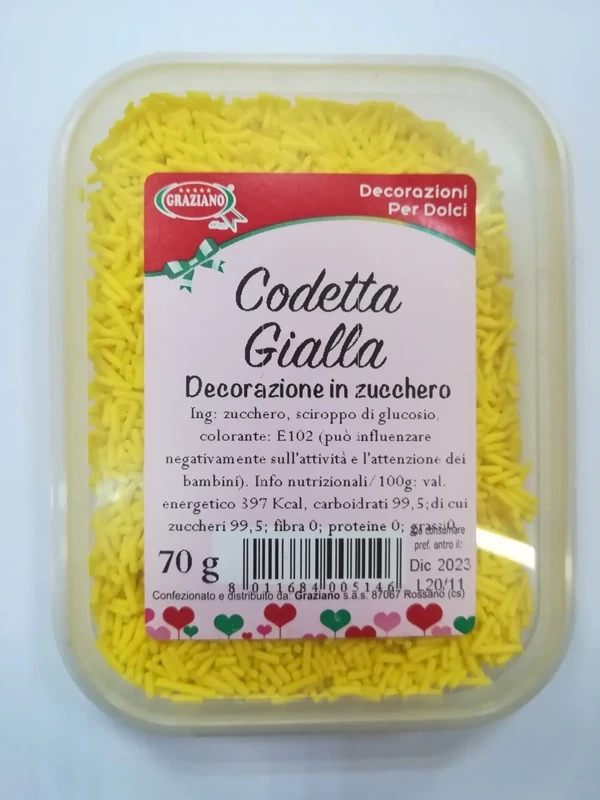 GRAZIANO
Decorazioni
Per Dolci
Codetta
Gialla
Decorazione in zucchero
Ing: zucchero, sciroppo di glucosio,
colorante: E102 (può influenzare
negativamente sull'attività e l'attenzione dei
bambini). Info nutrizionali/100g: val.
energetico 397 Kcal, carboidrati 99,5;di cui
zuccheri 99,5; fibra 0; proteine 0; grassi 0
da consumare
pref. entro il:
70 g
Dic 2023
8 011684 005146
L20/11
Confezionato e distribuito da: Graziano s.a.s. 87067 Rossano (cs)